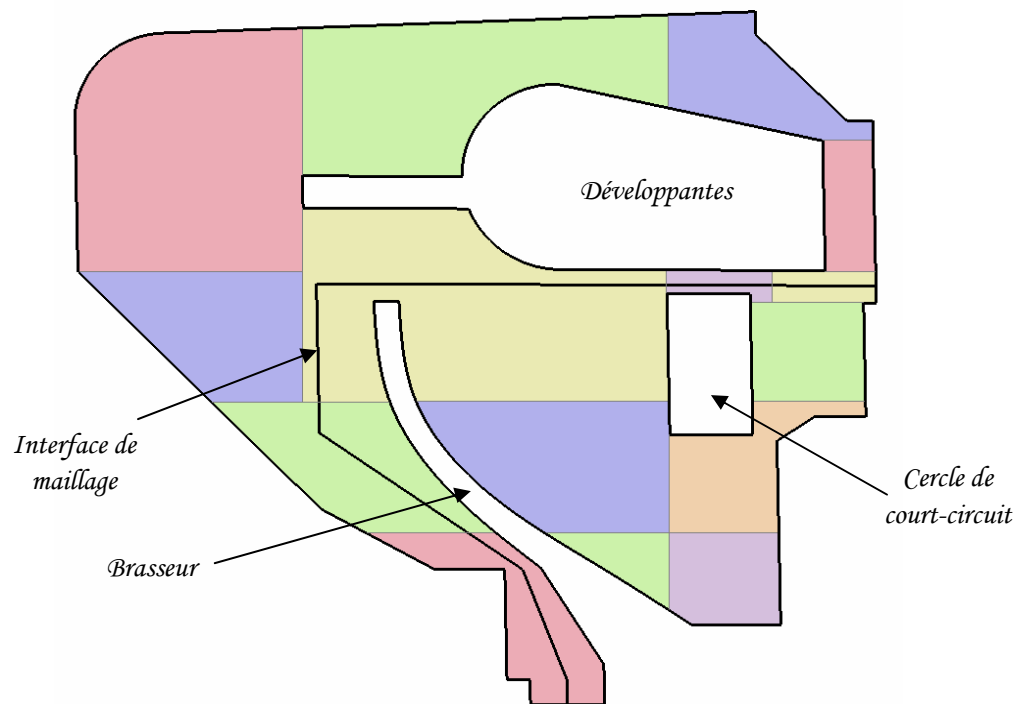 Développantes
Interface de
maillage
Brasseur
Cercle de
court-circuit